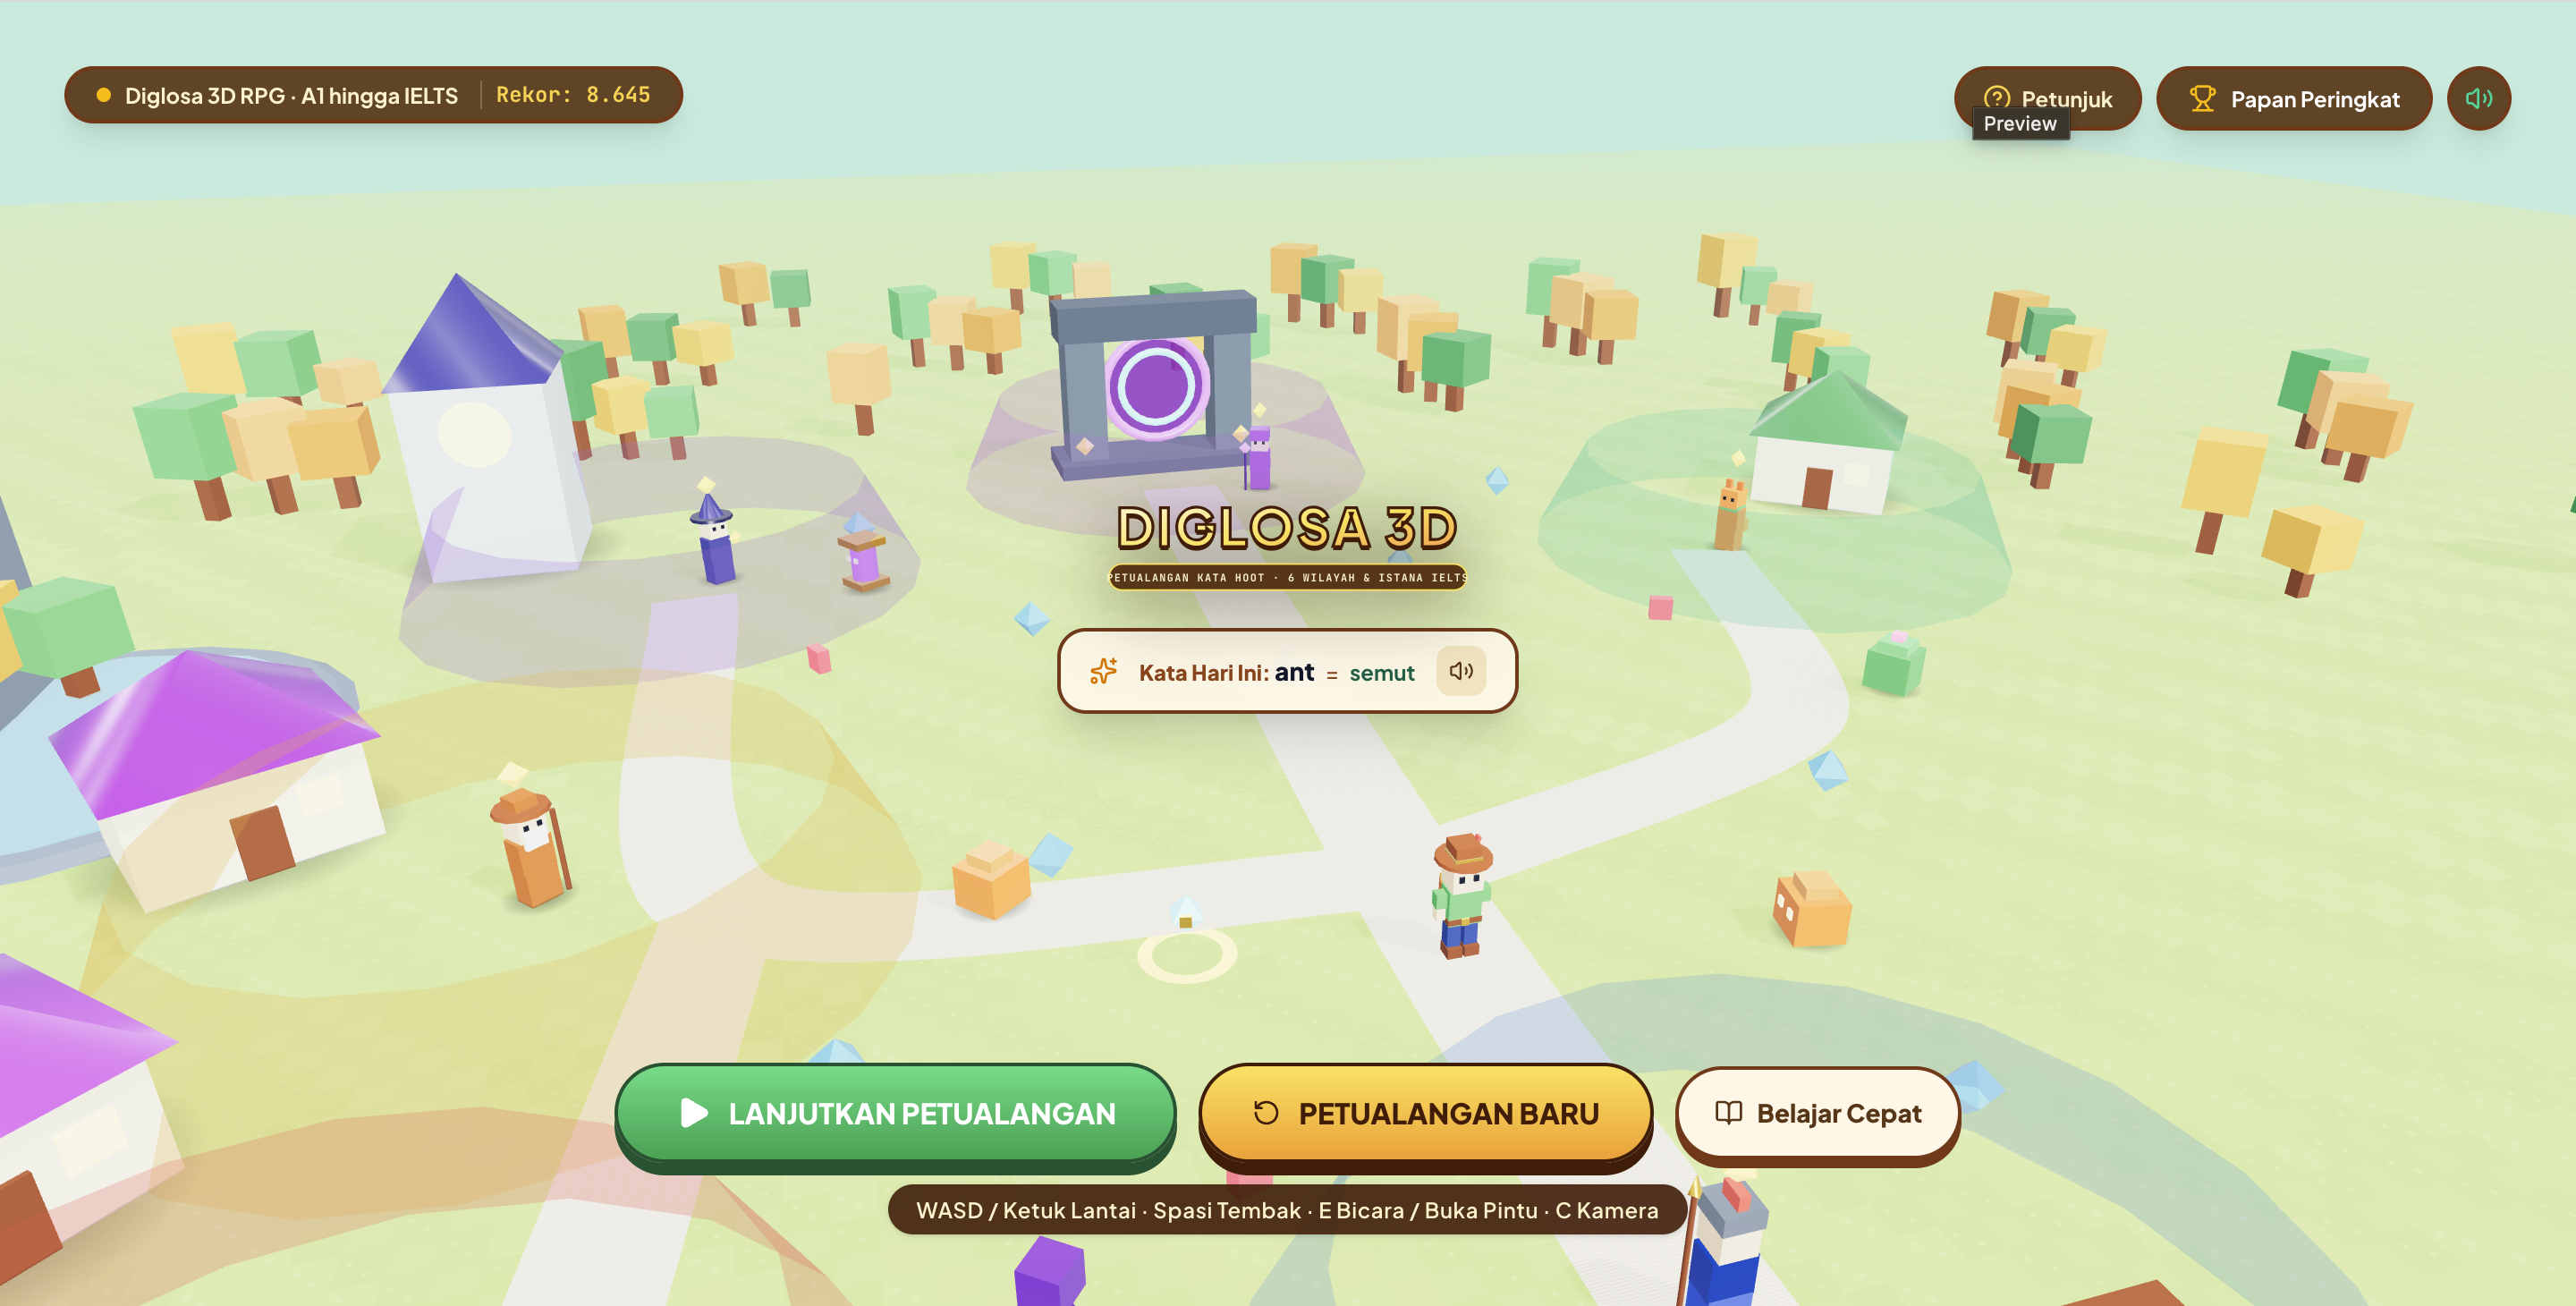 Diglosa 3D RPG · A1 hingga IELTS
Rekor: 8.645
Petunjuk
Papan Peringkat
Preview
DIGLOSA 3D
PETUALANGAN KATA HOOT · 6 WILAYAH & ISTANA IELTS
Kata Hari Ini: ant = semut
LANJUTKAN PETUALANGAN
PETUALANGAN BARU
Belajar Cepat
WASD / Ketuk Lantai · Spasi Tembak · E Bicara / Buka Pintu · C Kamera